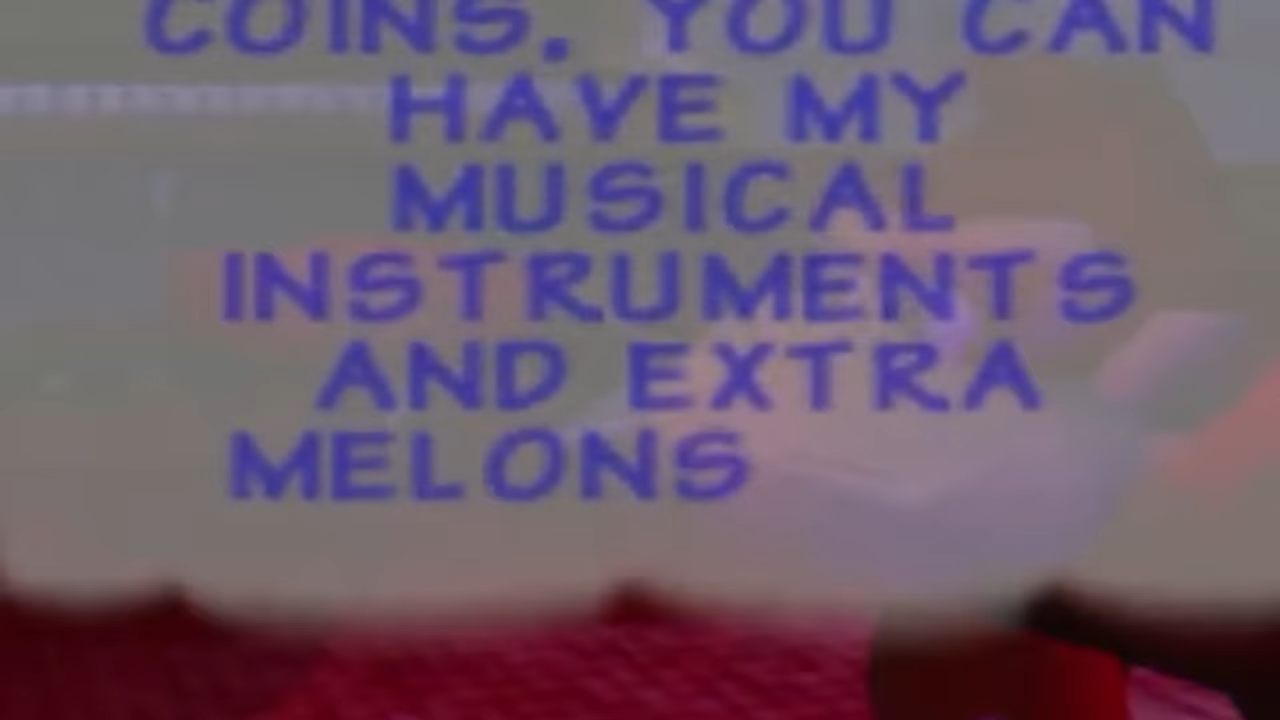 COINS. YOU CAN
HAVE MY
MUSICAL
INSTRUMENTS
AND EXTRA
MELONS